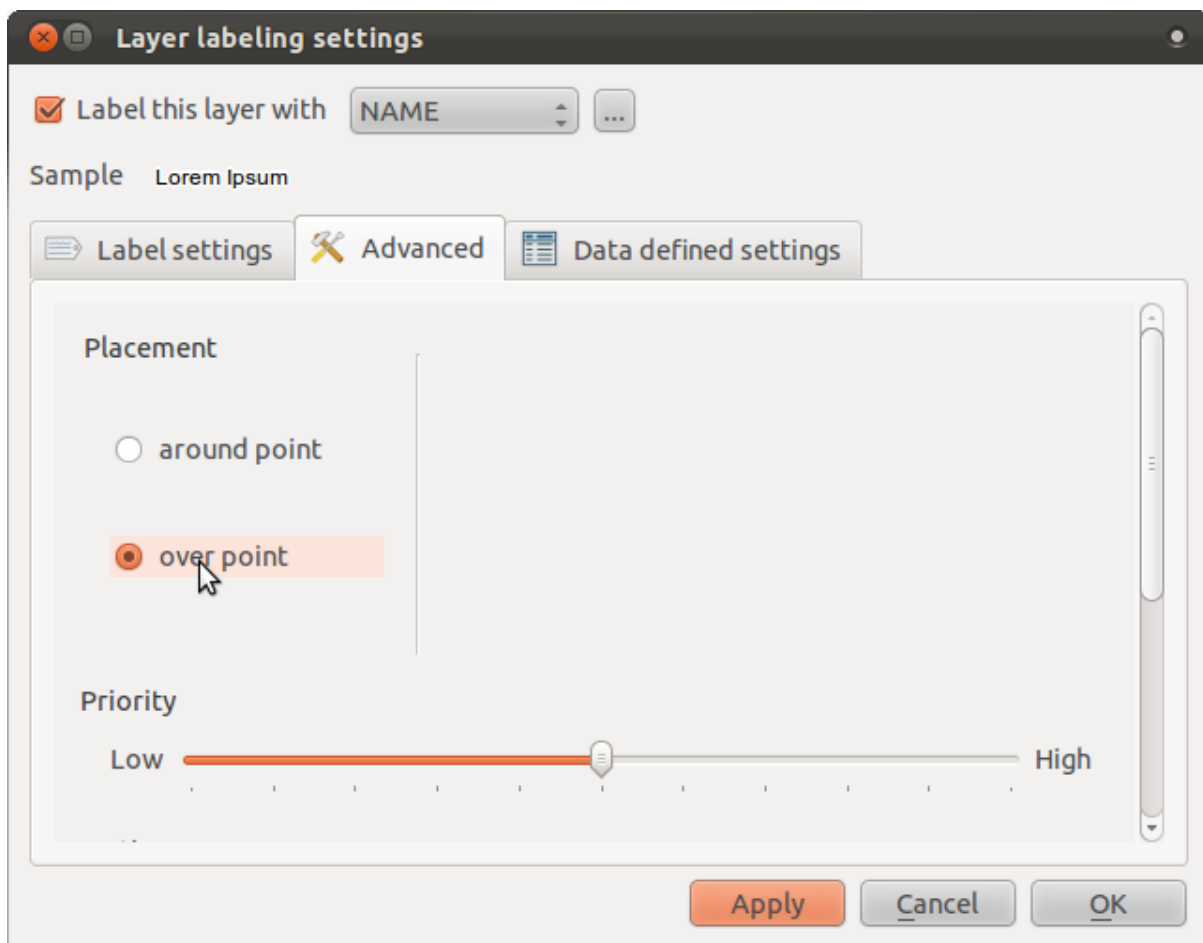 Layer labeling settings
Label this layer with NAME ...
Sample Lorem Ipsum
Label settings Advanced Data defined settings
Placement
around point
over point
Priority
Low High
Apply Cancel OK